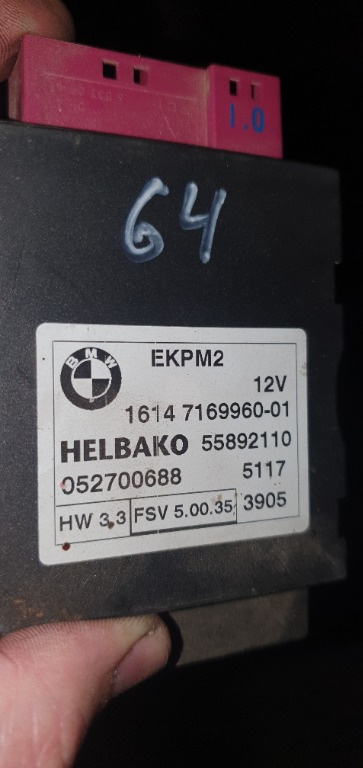 1.0
64
BMW
EKPM2
12V
1614 7169960-01
HELBAKO 55892110
052700688 5117
HW 3.3 FSV 5.00.35 3905